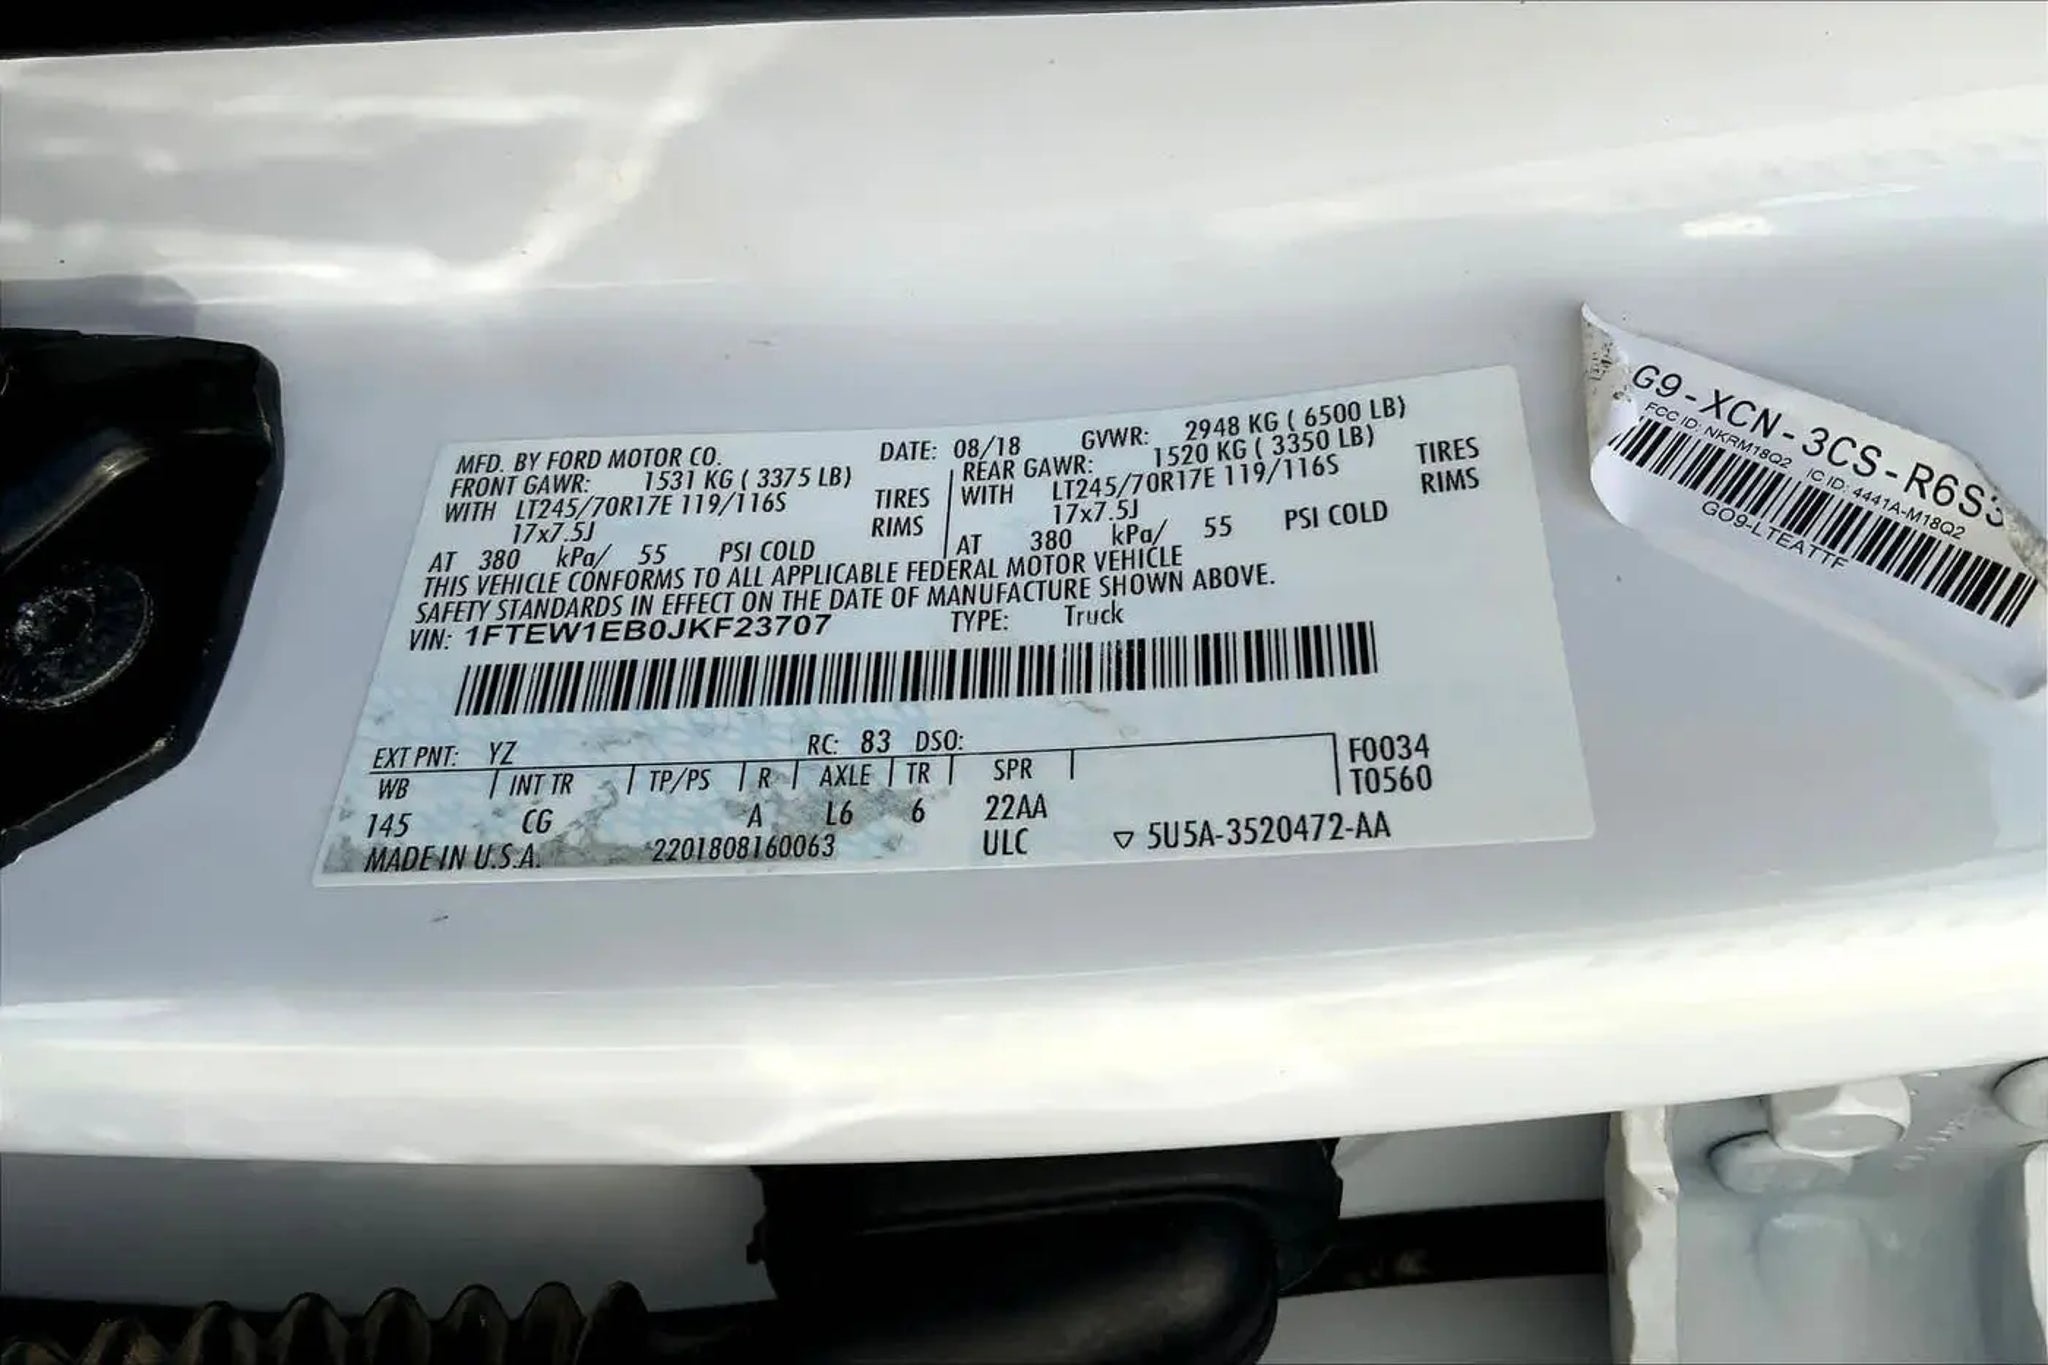 MFD. BY FORD MOTOR CO. DATE: 08/18 GVWR: 2948 KG ( 6500 LB)
FRONT GAWR: 1531 KG ( 3375 LB) REAR GAWR: 1520 KG ( 3350 LB)
WITH LT245/70R17E 119/116S TIRES WITH LT245/70R17E 119/116S TIRES
17x7.5J RIMS 17x7.5J RIMS
AT 380 kPa/ 55 PSI COLD AT 380 kPa/ 55 PSI COLD
THIS VEHICLE CONFORMS TO ALL APPLICABLE FEDERAL MOTOR VEHICLE
SAFETY STANDARDS IN EFFECT ON THE DATE OF MANUFACTURE SHOWN ABOVE.
VIN: 1FTEW1EB0JKF23707 TYPE: Truck
EXT PNT: YZ RC: 83 DSO:
WB INT TR TP/PS R AXLE TR SPR F0034
T0560
145 CG A L6 6 22AA
MADE IN U.S.A. 2201808160063 ULC ▽ 5U5A-3520472-AA
G9-XCN-3CS-R6S3
FCC ID: NKRM18Q2 IC ID: 4441A-M18Q2
GO9-LTEATTF